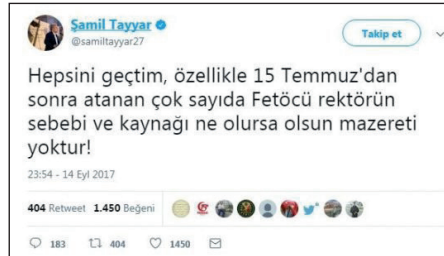 Şamil Tayyar
@samiltayyar27
Takip et
Hepsini geçtim, özellikle 15 Temmuz'dan
sonra atanan çok sayıda Fetöcü rektörün
sebebi ve kaynağı ne olursa olsun mazereti
yoktur!
23:54 - 14 Eyl 2017
404 Retweet 1.450 Beğeni
183 404 1450